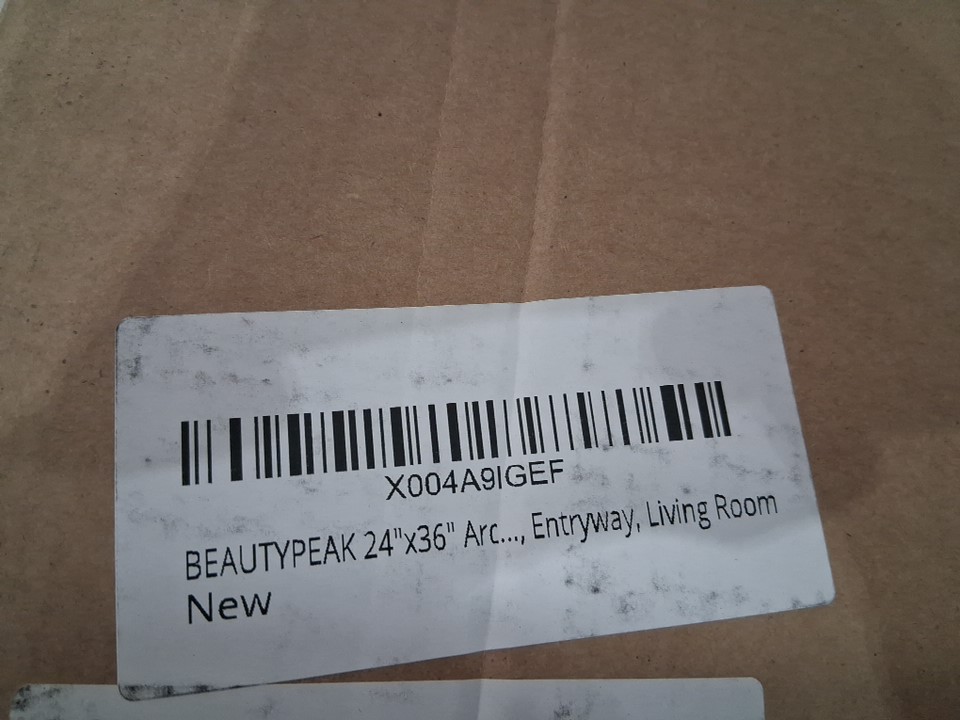 X004A9IGEF
BEAUTYPEAK 24"x36" Arc..., Entryway, Living Room
New